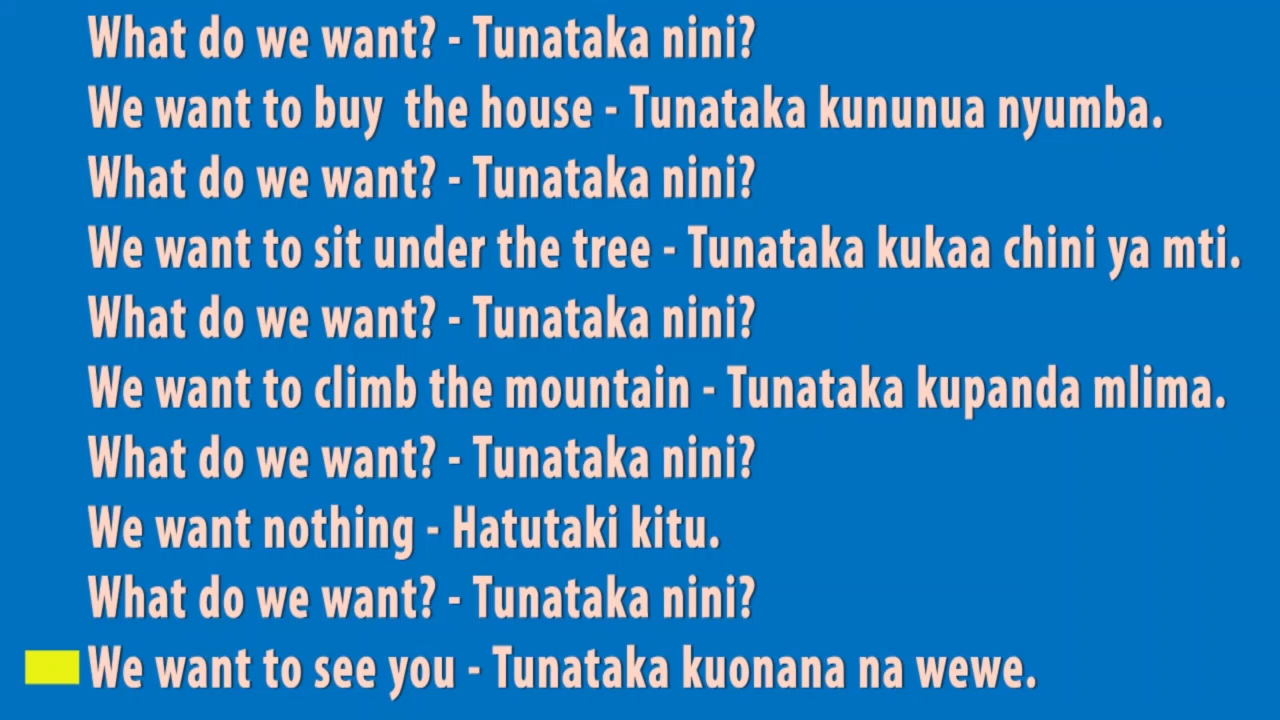 What do we want? - Tunataka nini?
We want to buy  the house - Tunataka kununua nyumba.
What do we want? - Tunataka nini?
We want to sit under the tree - Tunataka kukaa chini ya mti.
What do we want? - Tunataka nini?
We want to climb the mountain - Tunataka kupanda mlima.
What do we want? - Tunataka nini?
We want nothing - Hatutaki kitu.
What do we want? - Tunataka nini?
We want to see you - Tunataka kuonana na wewe.